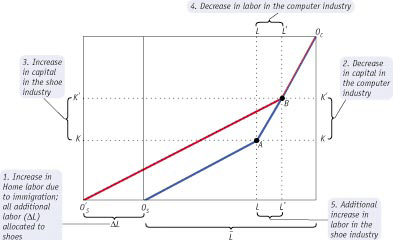 4. Decrease in labor in the computer industry
L L' O_c
3. Increase
in capital
in the shoe
industry
2. Decrease
in capital in
the computer
industry
K' B K'
K A K
1. Increase in
Home labor due
to immigration;
all additional
labor (ΔL)
allocated to
shoes
O'_S O_S L L'
ΔL
L̄
5. Additional
increase in
labor in the
shoe industry